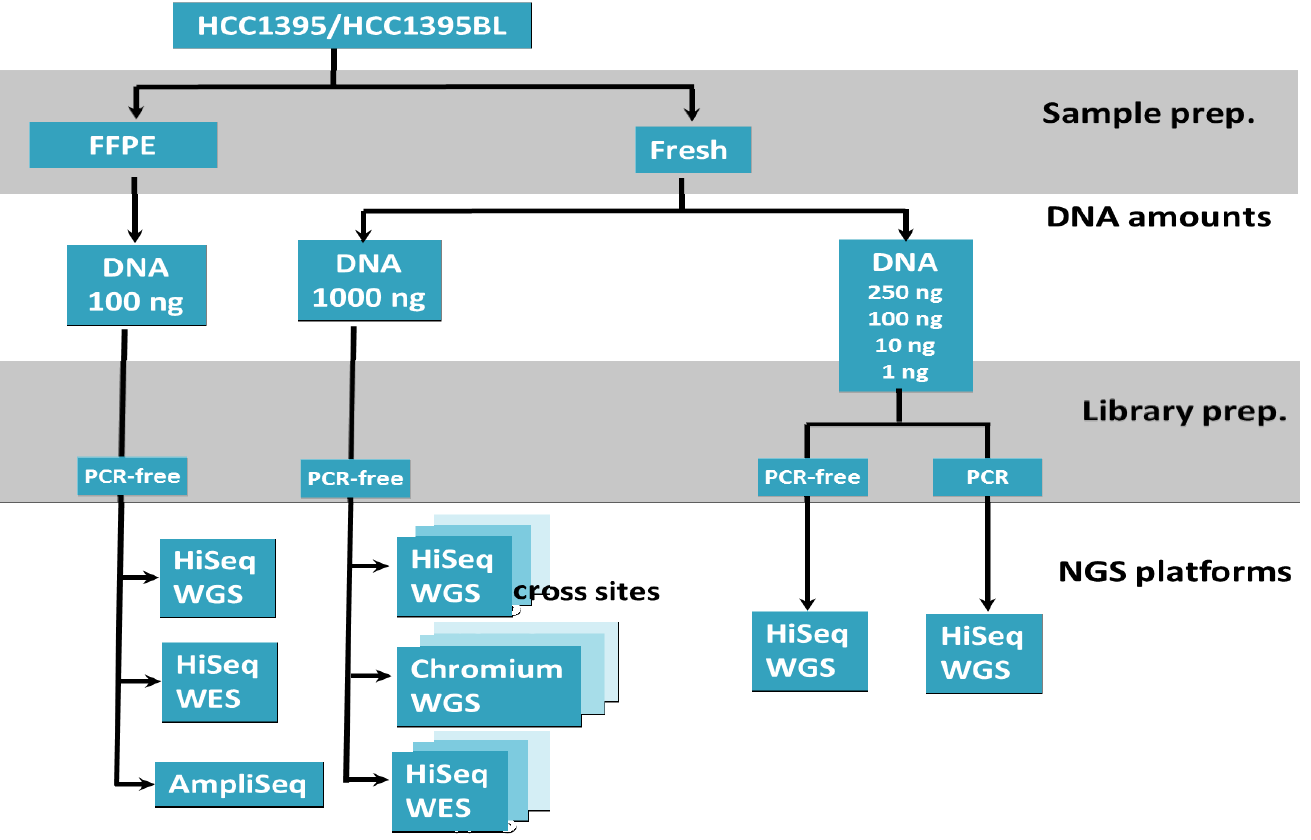 HCC1395/HCC1395BL
Sample prep.
FFPE
Fresh
DNA amounts
DNA
100 ng
DNA
1000 ng
DNA
250 ng
100 ng
10 ng
1 ng
Library prep.
PCR-free
PCR-free
PCR-free
PCR
NGS platforms
HiSeq
WGS
HiSeq
WES
AmpliSeq
HiSeq
WGS
cross sites
Chromium
WGS
HiSeq
WES
HiSeq
WGS
HiSeq
WGS